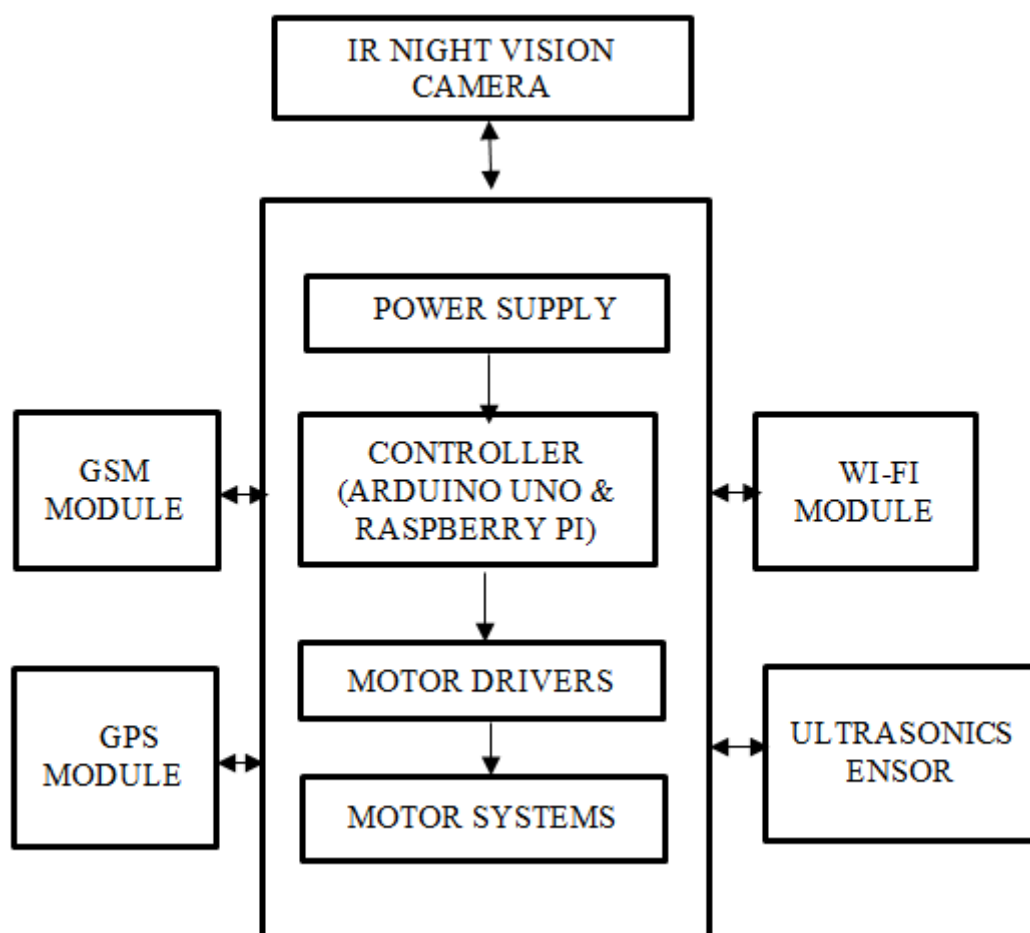 IR NIGHT VISION
CAMERA
POWER SUPPLY
GSM
MODULE
CONTROLLER
(ARDUINO UNO &
RASPBERRY PI)
WI-FI
MODULE
MOTOR DRIVERS
GPS
MODULE
ULTRASONICS
ENSOR
MOTOR SYSTEMS